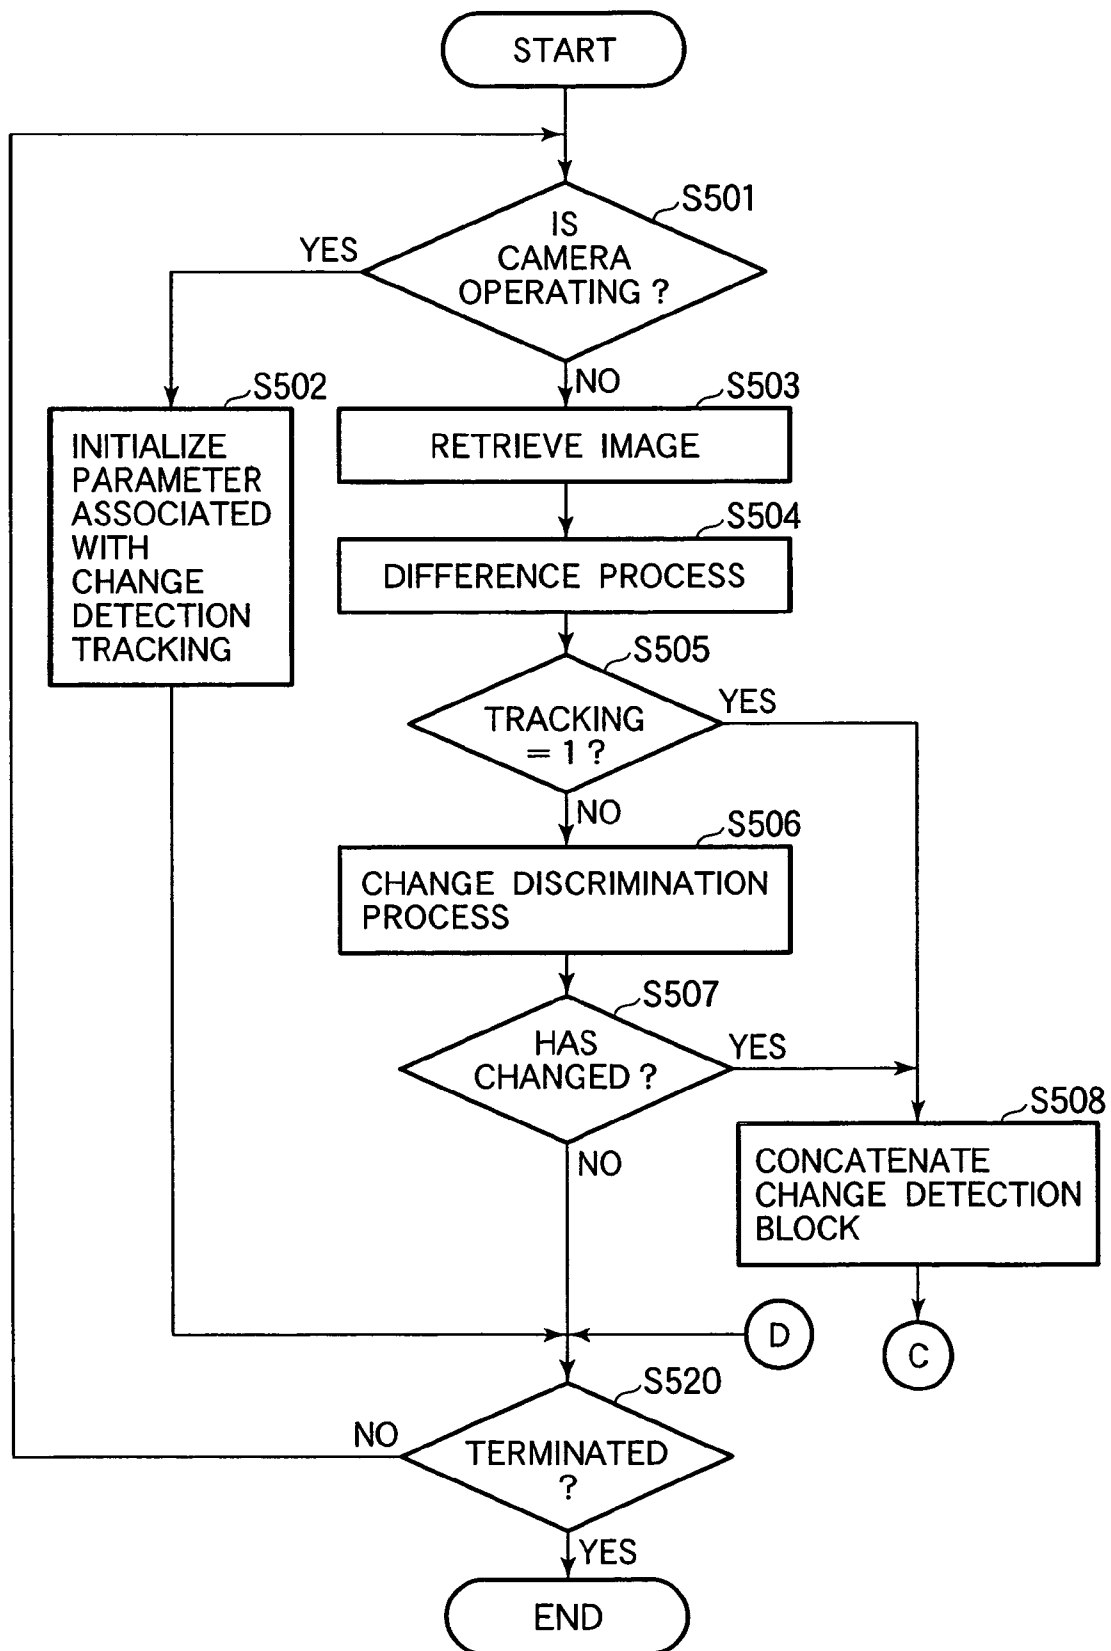 START
S501
IS
CAMERA
OPERATING ?
YES
NO
S502
INITIALIZE
PARAMETER
ASSOCIATED
WITH
CHANGE
DETECTION
TRACKING
S503
RETRIEVE IMAGE
S504
DIFFERENCE PROCESS
S505
TRACKING
= 1 ?
YES
NO
S506
CHANGE DISCRIMINATION
PROCESS
S507
HAS
CHANGED ?
YES
NO
S508
CONCATENATE
CHANGE DETECTION
BLOCK
D
C
S520
TERMINATED
?
NO
YES
END